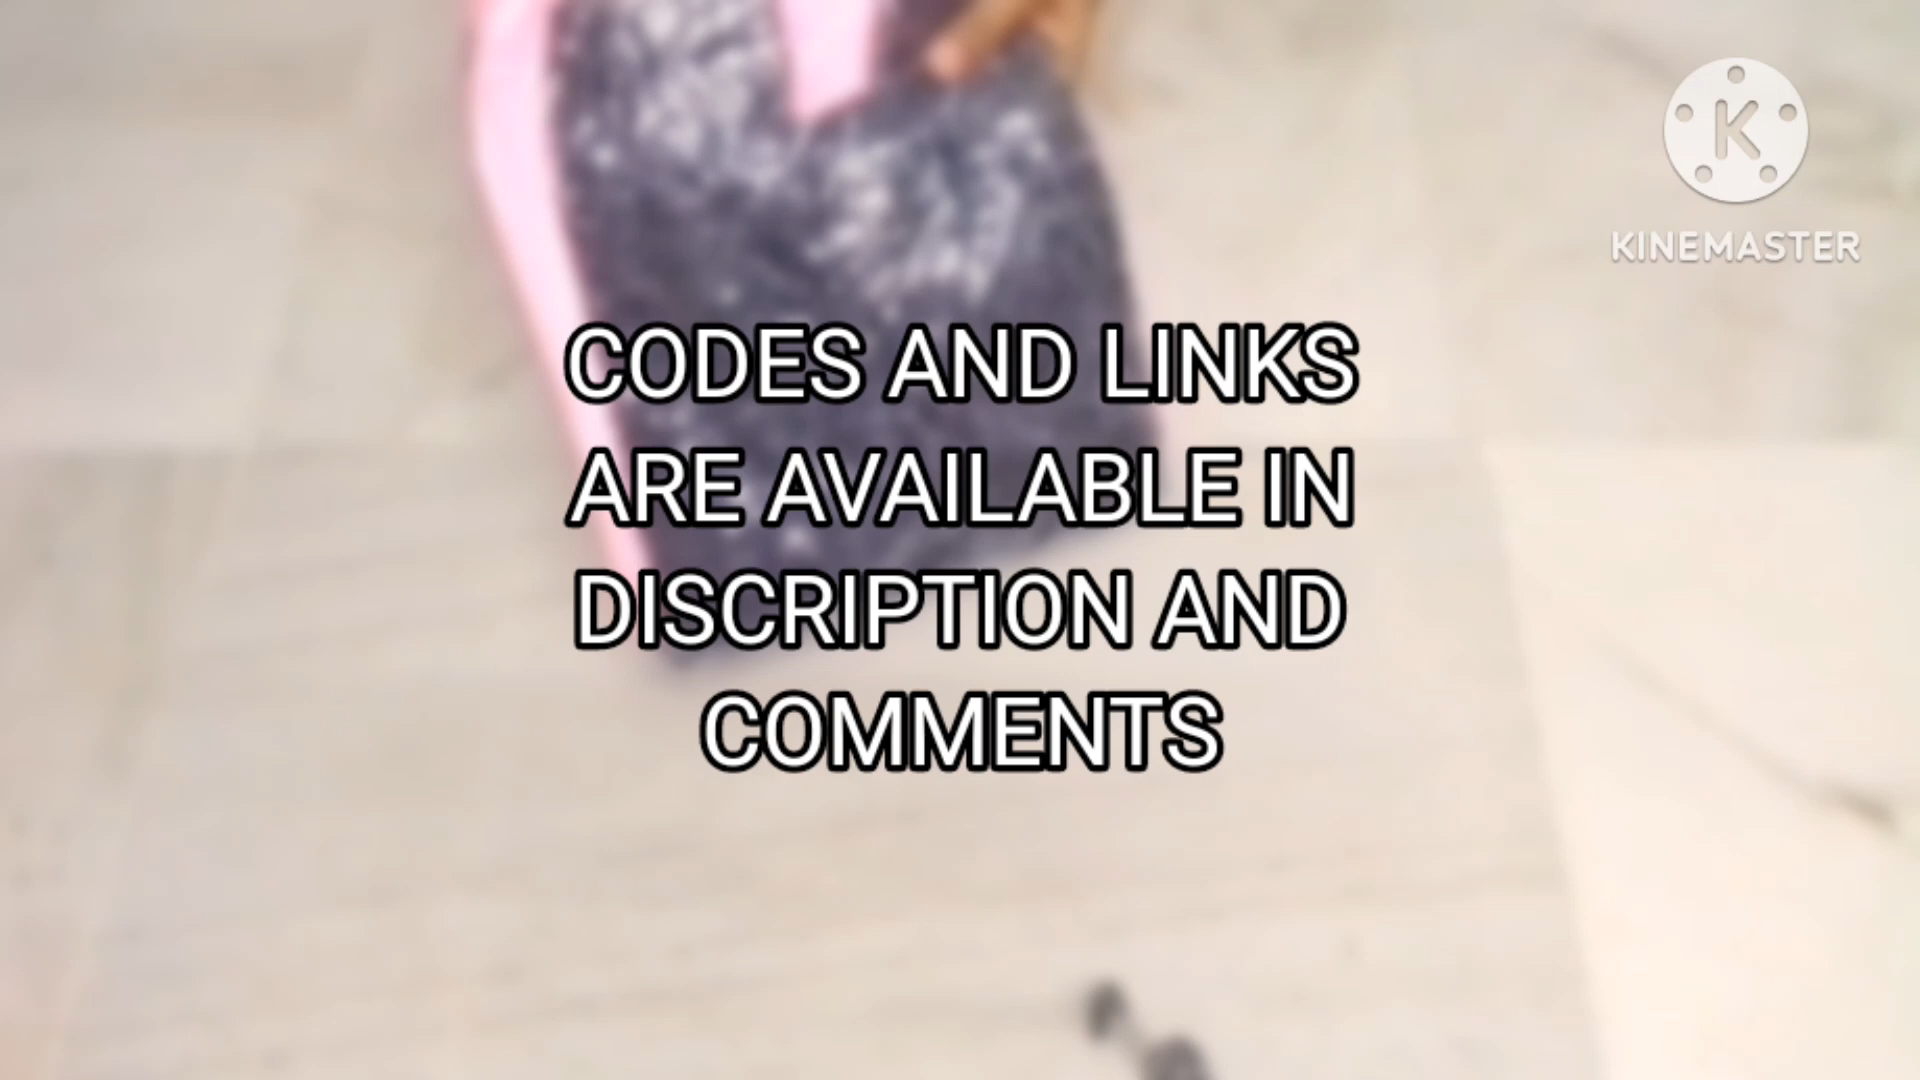 K
KINEMASTER
CODES AND LINKS
ARE AVAILABLE IN
DISCRIPTION AND
COMMENTS